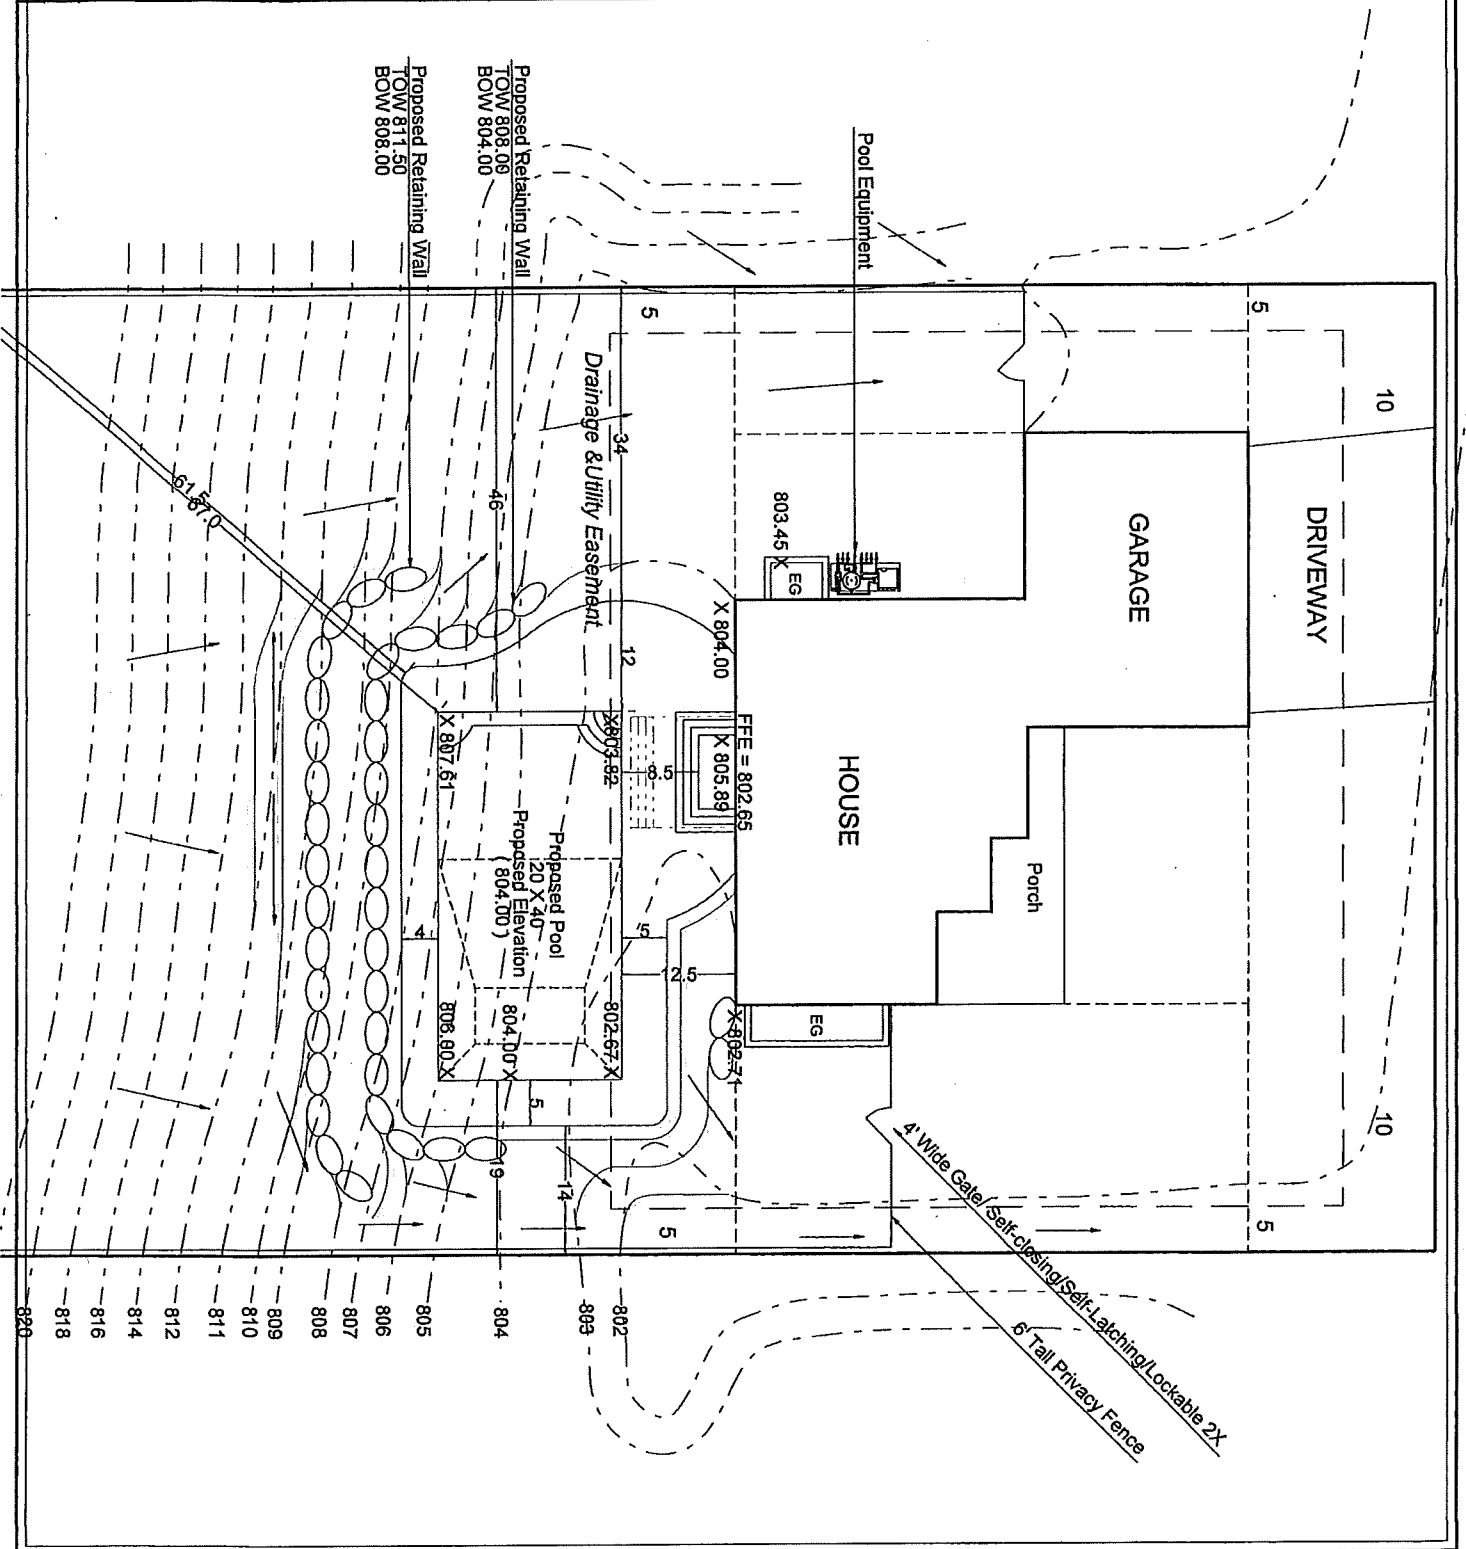 Proposed Retaining Wall
TOW 811.50
BOW 808.00
Proposed Retaining Wall
TOW 808.00
BOW 804.00
Pool Equipment
5
5
10
10
5
5
DRIVEWAY
GARAGE
HOUSE
Porch
EG
EG
803.45 X
X 804.00
FFE = 802.65
X 805.89
X 802.71
Drainage & Utility Easement
34
46
12
61.5
67.0
8.5
X 803.82
X 807.61
Proposed Pool
20 X 40
Proposed Elevation
( 804.00 )
802.67 X
804.00 X
806.00 X
4
5
12.5
5
19
14
4' Wide Gate/ Self-closing/Self-Latching/Lockable 2X
6' Tall Privacy Fence
802
803
804
805
806
807
808
809
810
811
812
814
816
818
820